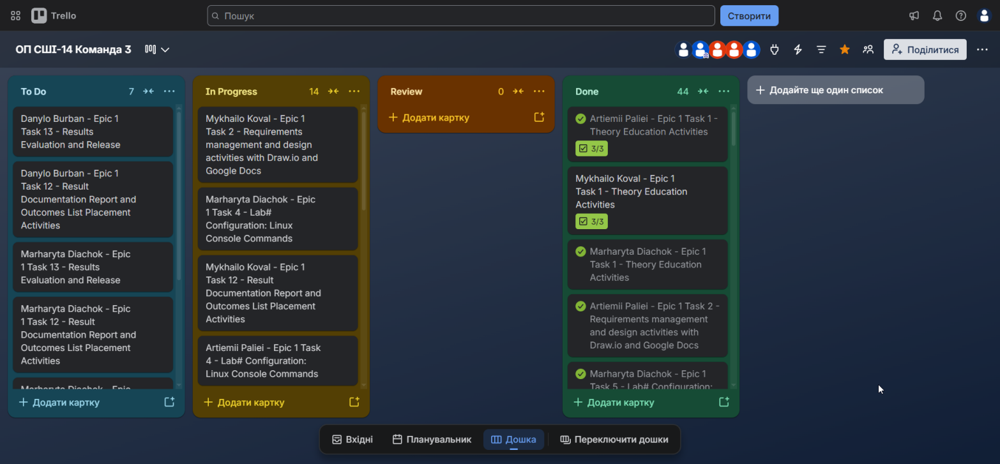 Trello
Пошук
Створити
ОП СШІ-14 Команда 3
Поділитися
To Do 7
Danylo Burban - Epic 1
Task 13 - Results
Evaluation and Release
Danylo Burban - Epic 1
Task 12 - Result
Documentation Report and
Outcomes List Placement
Activities
Marharyta Diachok - Epic
1 Task 13 - Results
Evaluation and Release
Marharyta Diachok - Epic
1 Task 12 - Result
Documentation Report and
Outcomes List Placement
Activities
Marharyta Diachok - Epic
Додати картку
In Progress 14
Mykhailo Koval - Epic 1
Task 2 - Requirements
management and design
activities with Draw.io and
Google Docs
Marharyta Diachok - Epic
1 Task 4 - Lab#
Configuration: Linux
Console Commands
Mykhailo Koval - Epic 1
Task 12 - Result
Documentation Report and
Outcomes List Placement
Activities
Artiemii Paliei - Epic 1 Task
4 - Lab# Configuration:
Linux Console Commands
Додати картку
Review 0
Додати картку
Done 44
Artiemii Paliei - Epic 1 Task 1 -
Theory Education Activities
3/3
Mykhailo Koval - Epic 1
Task 1 - Theory Education
Activities
3/3
Marharyta Diachok - Epic 1
Task 1 - Theory Education
Activities
Artiemii Paliei - Epic 1 Task 2 -
Requirements management
and design activities with
Draw.io and Google Docs
Marharyta Diachok - Epic 1
Task 5 - Lab# Configuration:
Додати картку
Додайте ще один список
Вхідні
Планувальник
Дошка
Переключити дошки